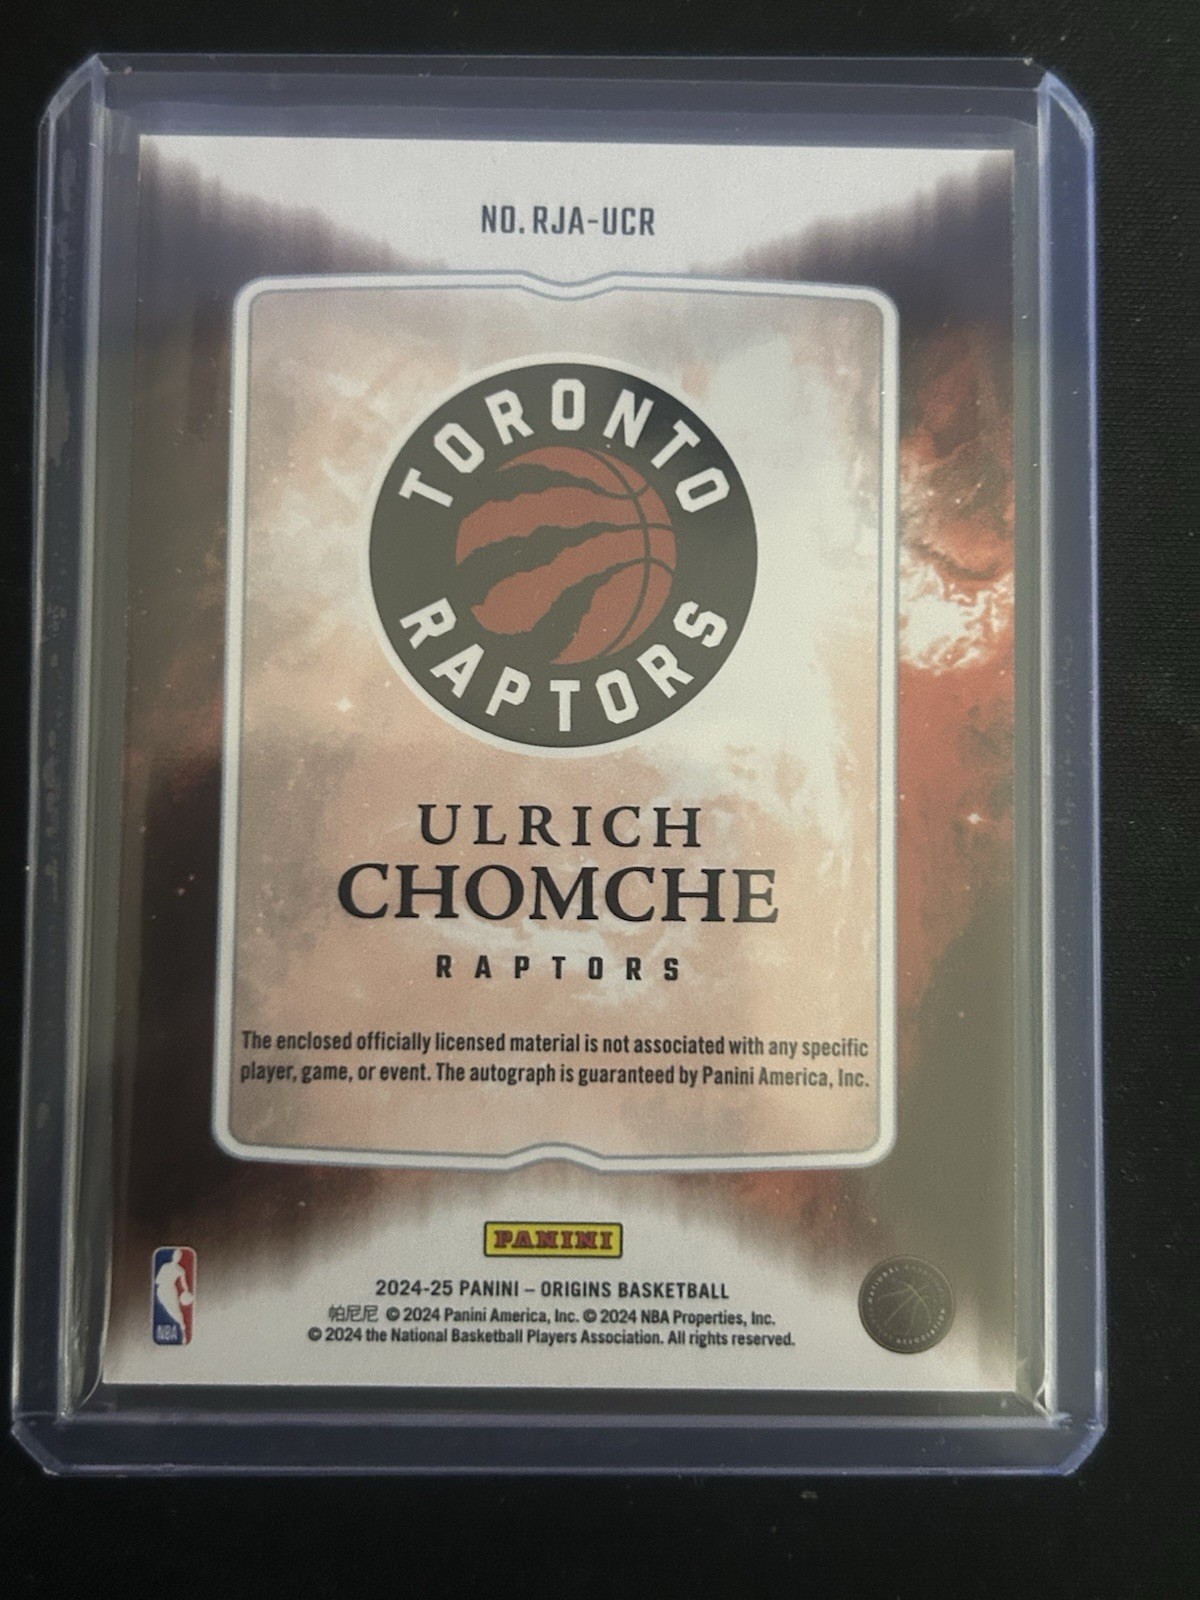 NO. RJA-UCR
TORONTO
RAPTORS
ULRICH
CHOMCHE
RAPTORS
The enclosed officially licensed material is not associated with any specific
player, game, or event. The autograph is guaranteed by Panini America, Inc.
PANINI
2024-25 PANINI – ORIGINS BASKETBALL
帕尼尼 © 2024 Panini America, Inc. © 2024 NBA Properties, Inc.
© 2024 the National Basketball Players Association. All rights reserved.
NBA